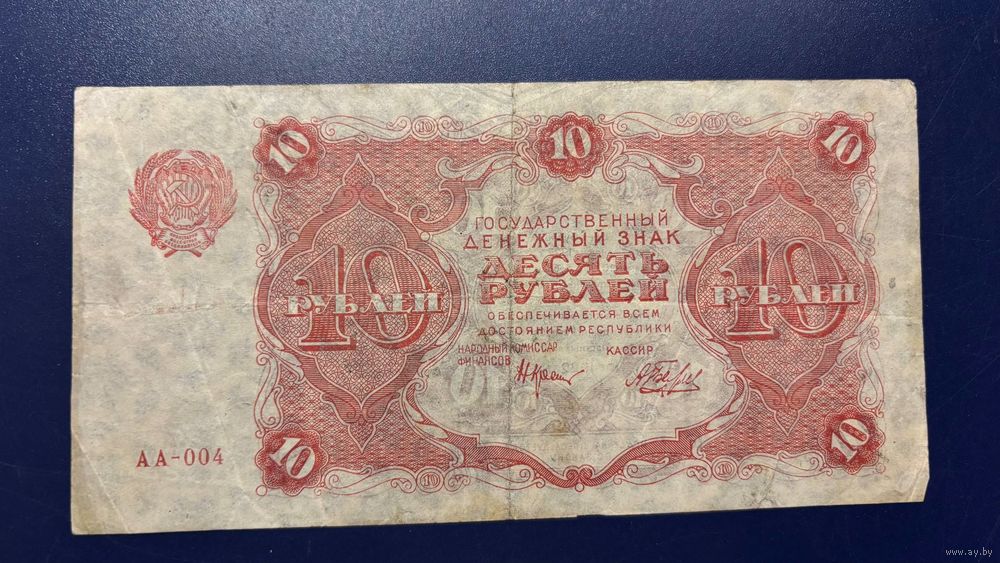 10 10 10
ГОСУДАРСТВЕННЫЙ
ДЕНЕЖНЫЙ ЗНАК
ДЕСЯТЬ
РУБЛЕЙ
10 РУБЛЕЙ
10 РУБЛЕЙ
ОБЕСПЕЧИВАЕТСЯ ВСЕМ
ДОСТОЯНИЕМ РЕСПУБЛИКИ
НАРОДНЫЙ КОМИССАР
ФИНАНСОВ
КАССИР
АА-004
10 10
www.ay.by